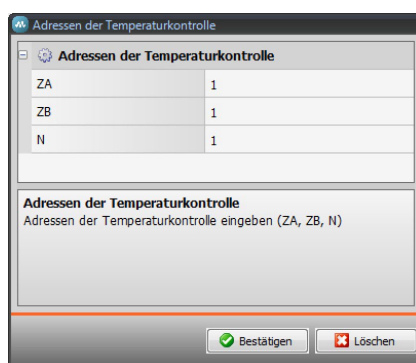 Adressen der Temperaturkontrolle
Adressen der Temperaturkontrolle
ZA 1
ZB 1
N 1
Adressen der Temperaturkontrolle
Adressen der Temperaturkontrolle eingeben (ZA, ZB, N)
Bestätigen Löschen